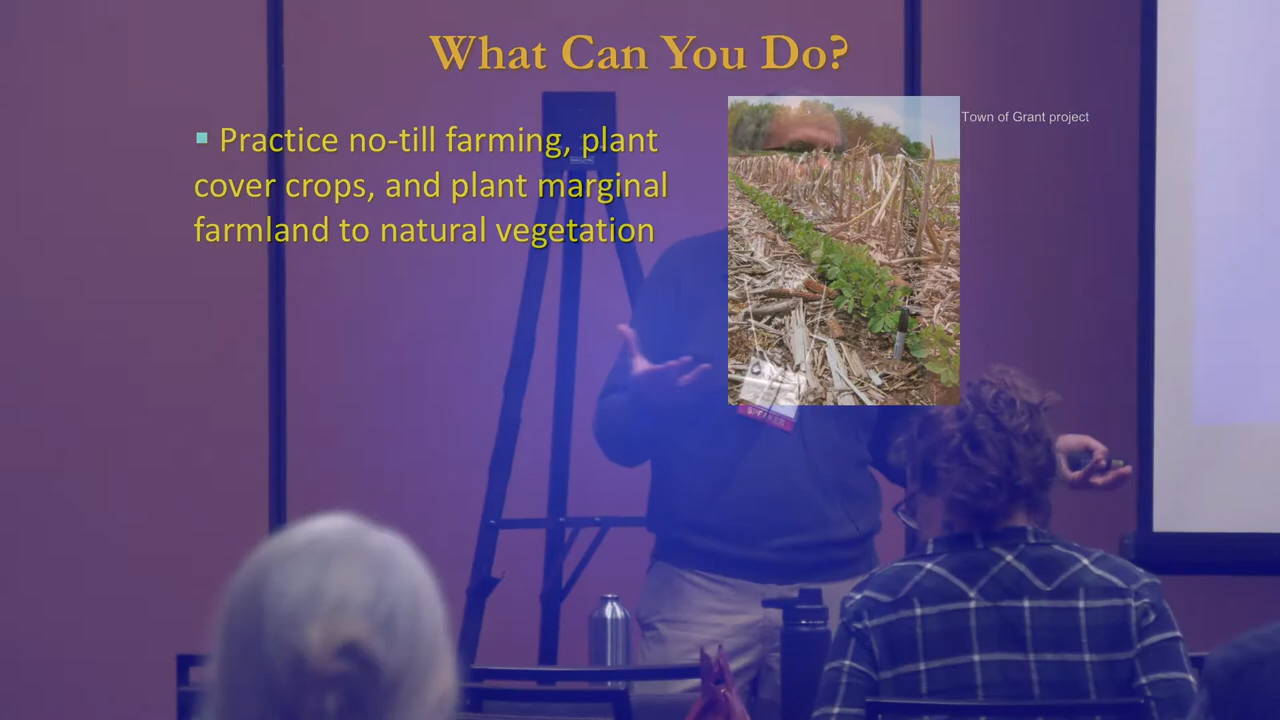 What Can You Do?
Practice no-till farming, plant
cover crops, and plant marginal
farmland to natural vegetation
Town of Grant project
SPEAKER